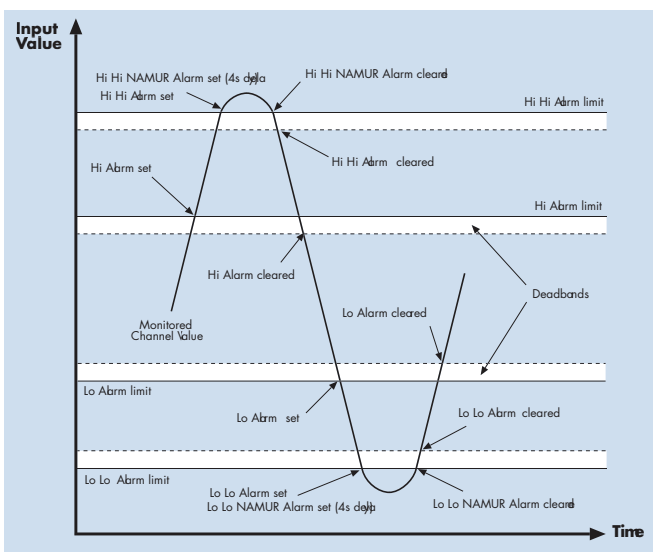 Input
Value
Hi Hi NAMUR Alarm set (4s delay)
Hi Hi Alarm set
Hi Hi NAMUR Alarm cleared
Hi Hi Alarm limit
Hi Hi Alarm cleared
Hi Alarm set
Hi Alarm limit
Hi Alarm cleared
Deadbands
Monitored
Channel Value
Lo Alarm cleared
Lo Alarm limit
Lo Alarm set
Lo Lo Alarm cleared
Lo Lo Alarm limit
Lo Lo Alarm set
Lo Lo NAMUR Alarm set (4s delay)
Lo Lo NAMUR Alarm cleared
Time